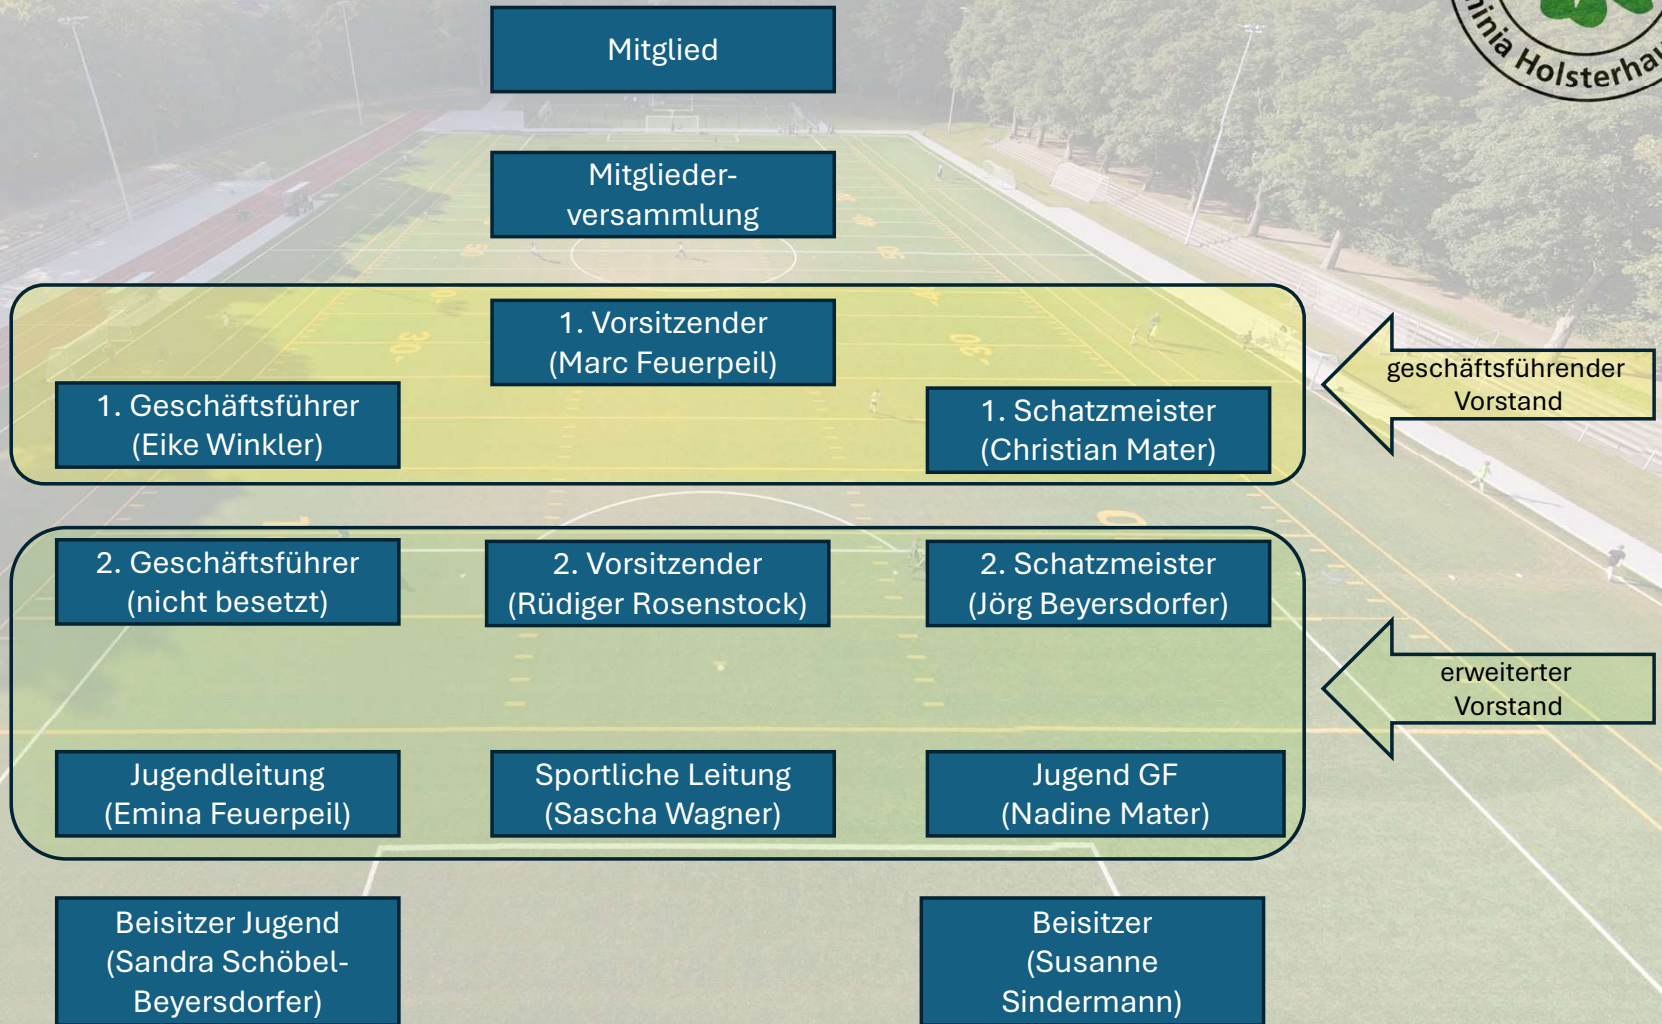 Mitglied
Holsterhau
Mitglieder-
versammlung
1. Vorsitzender
(Marc Feuerpeil)
1. Geschäftsführer
(Eike Winkler)
1. Schatzmeister
(Christian Mater)
geschäftsführender
Vorstand
2. Geschäftsführer
(nicht besetzt)
2. Vorsitzender
(Rüdiger Rosenstock)
2. Schatzmeister
(Jörg Beyersdorfer)
erweiterter
Vorstand
Jugendleitung
(Emina Feuerpeil)
Sportliche Leitung
(Sascha Wagner)
Jugend GF
(Nadine Mater)
Beisitzer Jugend
(Sandra Schöbel-
Beyersdorfer)
Beisitzer
(Susanne
Sindermann)